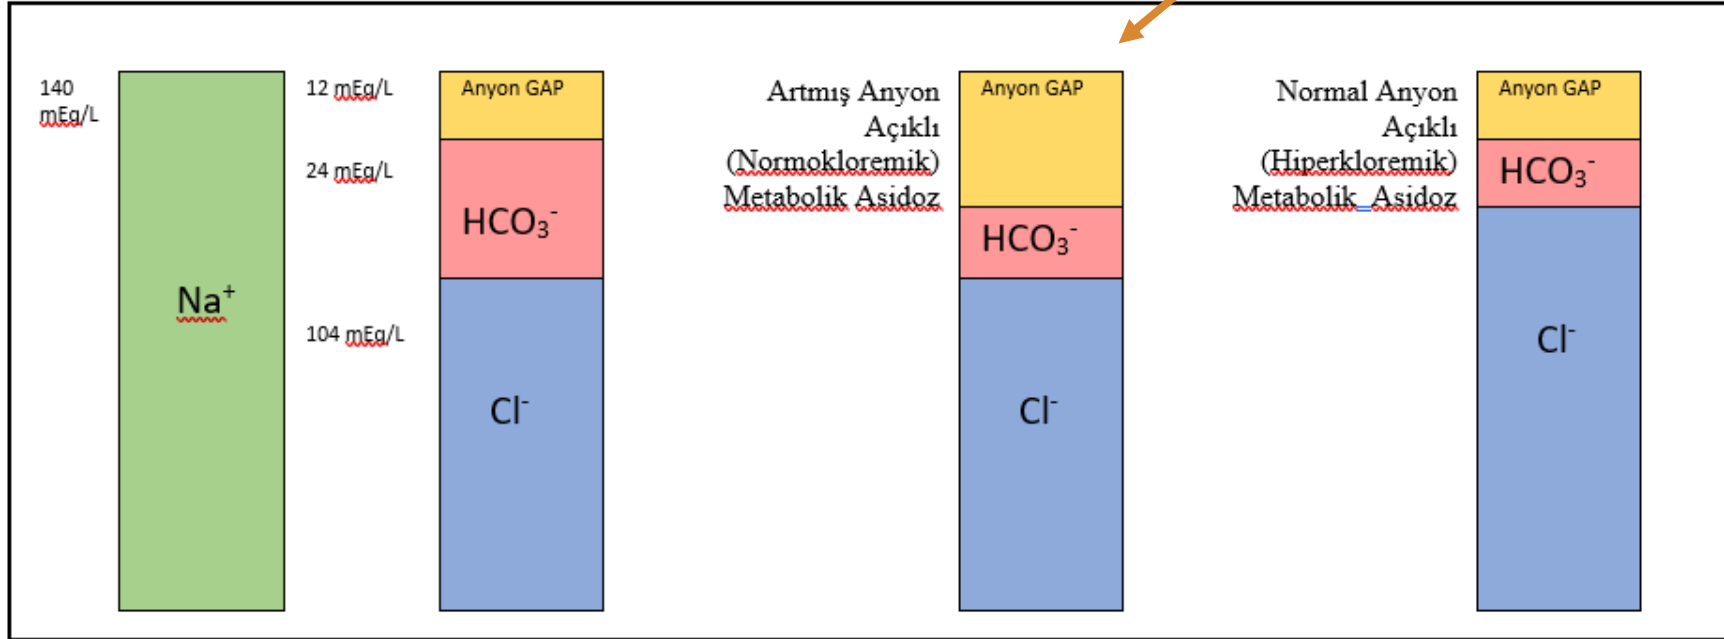 140
mEq/L
Na+
12 mEq/L
24 mEq/L
104 mEq/L
Anyon GAP
HCO3-
Cl-
Artmış Anyon
Açıklı
(Normokloremik)
Metabolik Asidoz
Anyon GAP
HCO3-
Cl-
Normal Anyon
Açıklı
(Hiperkloremik)
Metabolik Asidoz
Anyon GAP
HCO3-
Cl-